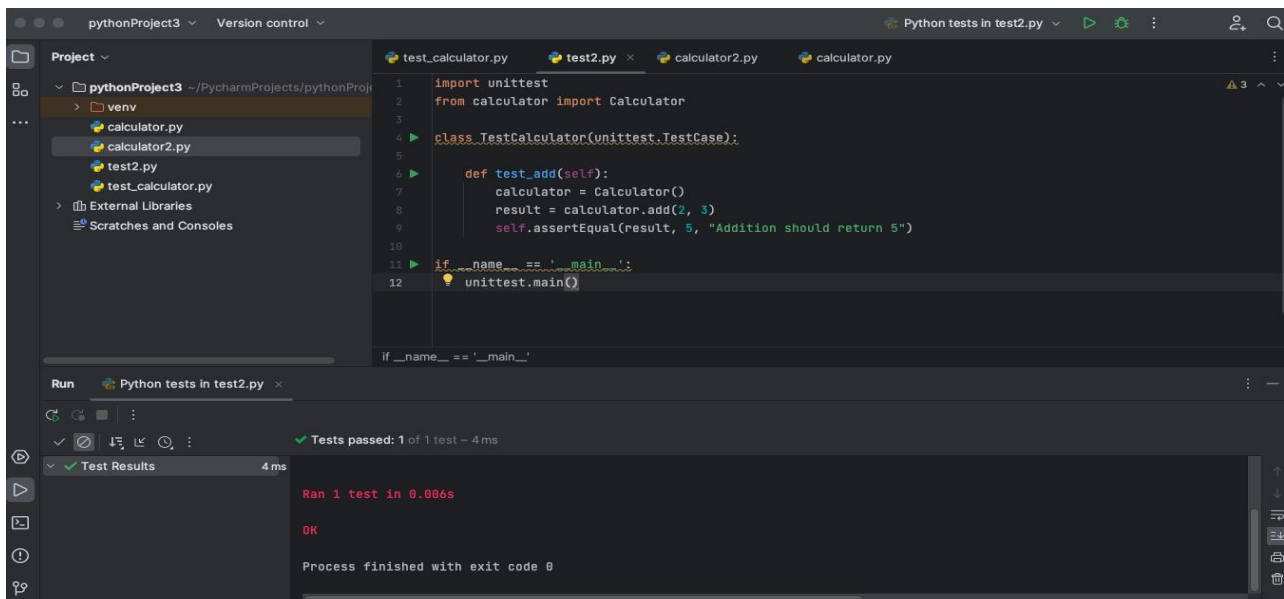 pythonProject3 Version control Python tests in test2.py
Project
test_calculator.py test2.py calculator2.py calculator.py
pythonProject3 ~/PycharmProjects/pythonProj
venv
calculator.py
calculator2.py
test2.py
test_calculator.py
External Libraries
Scratches and Consoles
3
1 import unittest
2 from calculator import Calculator
3
4 class TestCalculator(unittest.TestCase):
5
6 def test_add(self):
7 calculator = Calculator()
8 result = calculator.add(2, 3)
9 self.assertEqual(result, 5, "Addition should return 5")
10
11 if __name__ == '__main__':
12 unittest.main()
if __name__ == '__main__'
Run Python tests in test2.py
Tests passed: 1 of 1 test – 4 ms
Test Results 4 ms
Ran 1 test in 0.006s
OK
Process finished with exit code 0